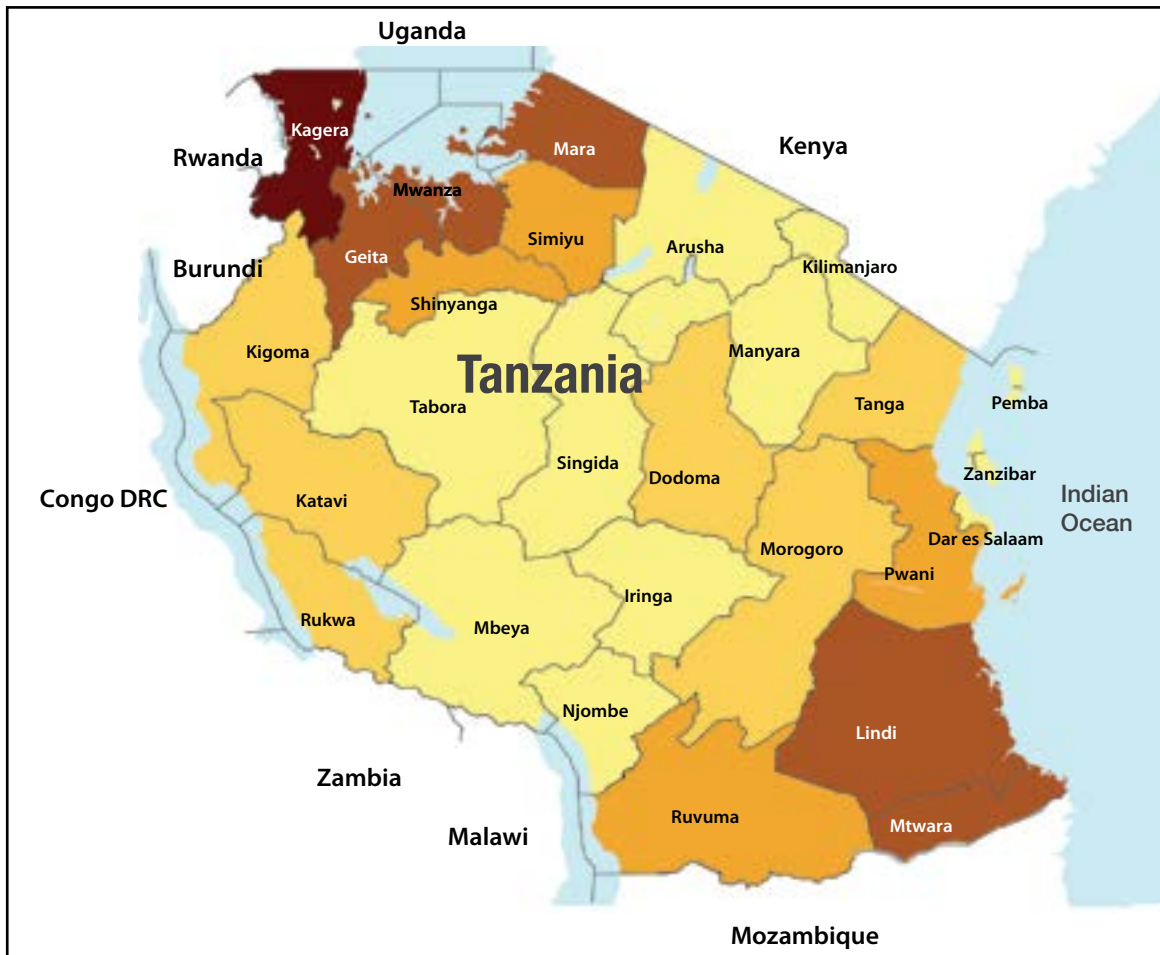 Uganda
Kagera
Rwanda
Mara
Kenya
Mwanza
Simiyu
Arusha
Geita
Burundi
Kilimanjaro
Shinyanga
Kigoma
Manyara
Tanzania
Tabora
Tanga
Pemba
Singida
Dodoma
Zanzibar
Congo DRC
Katavi
Indian
Ocean
Dar es Salaam
Morogoro
Pwani
Iringa
Rukwa
Mbeya
Njombe
Lindi
Zambia
Ruvuma
Mtwara
Malawi
Mozambique